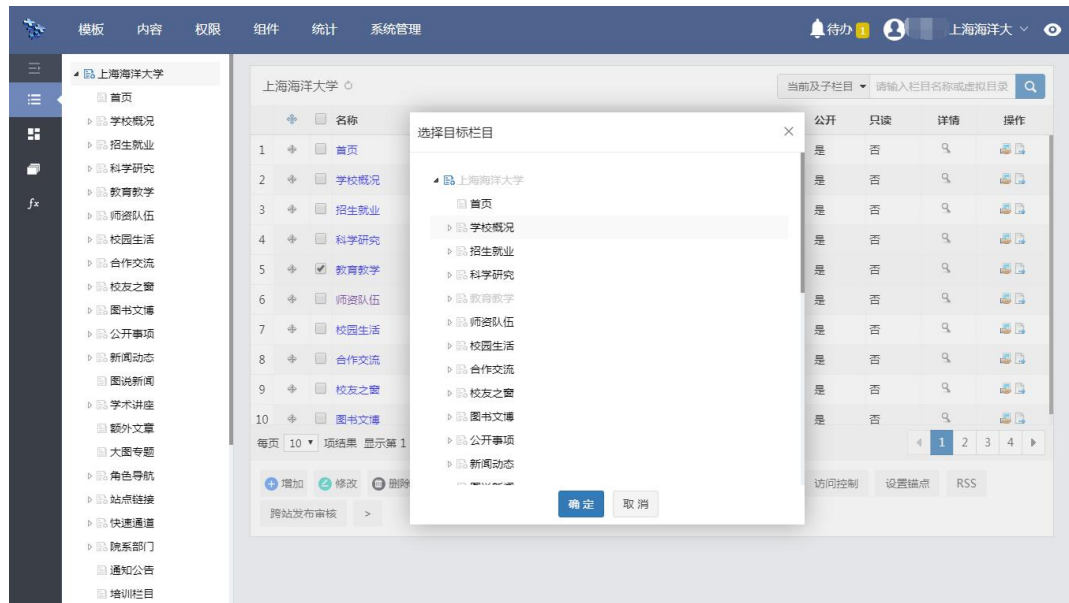 模板 内容 权限 组件 统计 系统管理 待办 1 上海海洋大
上海海洋大学
首页
学校概况
招生就业
科学研究
教育教学
师资队伍
校园生活
合作交流
校友之窗
图书文博
公开事项
新闻动态
图说新闻
学术讲座
额外文章
大图专题
角色导航
站点链接
快速通道
院系部门
通知公告
培训栏目
fx
上海海洋大学 当前及子栏目 请输入栏目名称或虚拟目录
名称 公开 只读 详情 操作
1 首页 是 否
2 学校概况 是 否
3 招生就业 是 否
4 科学研究 是 否
5 教育教学 是 否
6 师资队伍 是 否
7 校园生活 是 否
8 合作交流 是 否
9 校友之窗 是 否
10 图书文博 是 否
每页 10 项结果 显示第 1 1 2 3 4
增加 修改 删除 访问控制 设置锚点 RSS
跨站发布审核 >
选择目标栏目 ×
上海海洋大学
首页
学校概况
招生就业
科学研究
教育教学
师资队伍
校园生活
合作交流
校友之窗
图书文博
公开事项
新闻动态
确定 取消